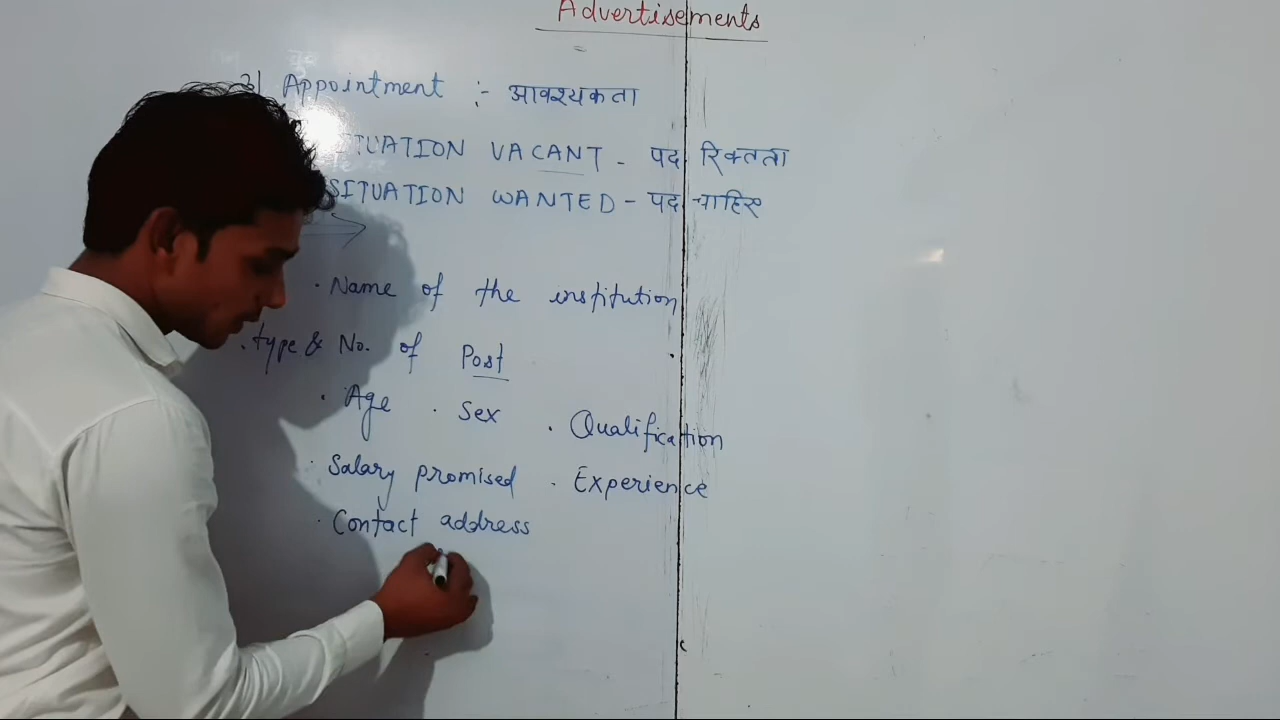 Advertisements
3) Appointment :- आवश्यकता
TUATION VACANT - पद रिक्तता
SITUATION WANTED - पद चाहिए
. Name of the institution
. type & No. of Post
. Age . Sex . Qualification
. Salary promised . Experience
. Contact address